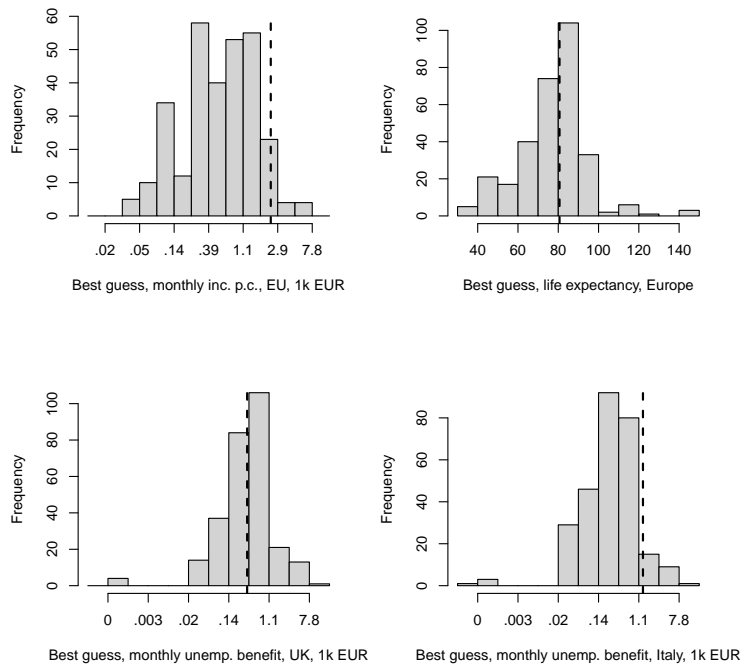 Frequency
0 10 20 30 40 50 60
.02 .05 .14 .39 1.1 2.9 7.8
Best guess, monthly inc. p.c., EU, 1k EUR
Frequency
0 20 40 60 80 100
40 60 80 100 120 140
Best guess, life expectancy, Europe
Frequency
0 20 40 60 80 100
0 .003 .02 .14 1.1 7.8
Best guess, monthly unemp. benefit, UK, 1k EUR
Frequency
0 20 40 60 80
0 .003 .02 .14 1.1 7.8
Best guess, monthly unemp. benefit, Italy, 1k EUR